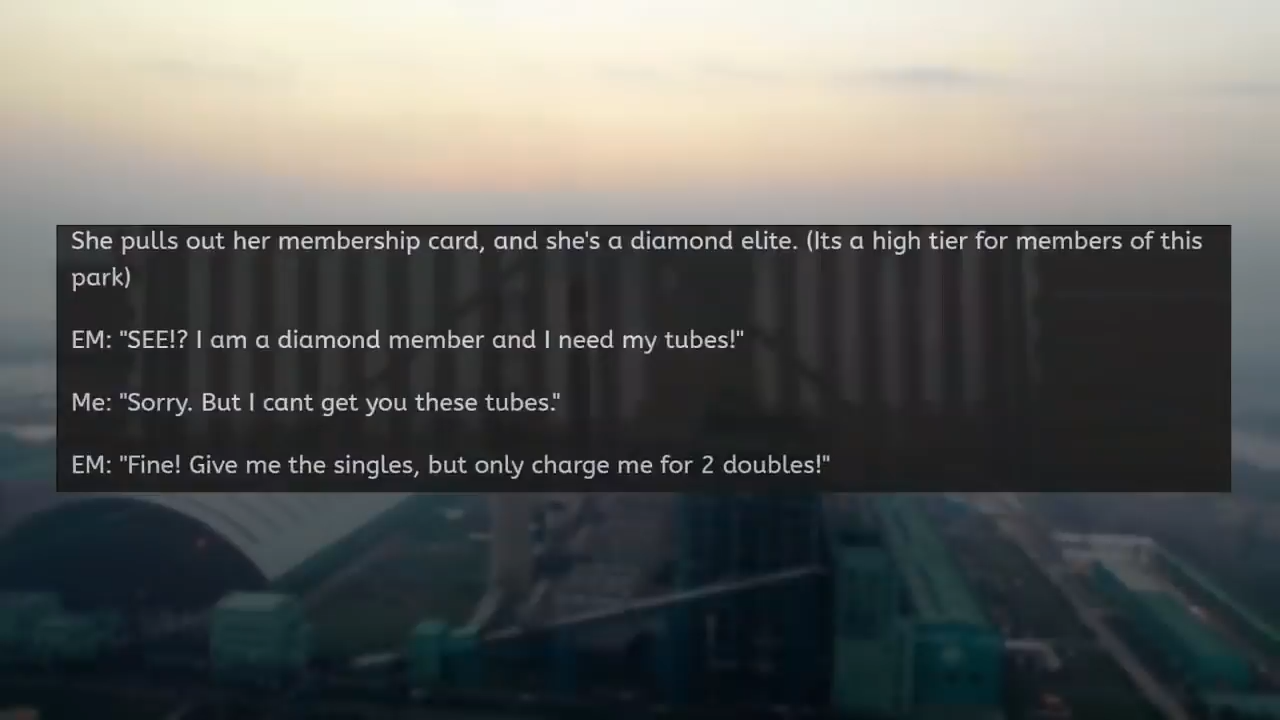 She pulls out her membership card, and she's a diamond elite. (Its a high tier for members of this
park)
EM: "SEE!? I am a diamond member and I need my tubes!"
Me: "Sorry. But I cant get you these tubes."
EM: "Fine! Give me the singles, but only charge me for 2 doubles!"